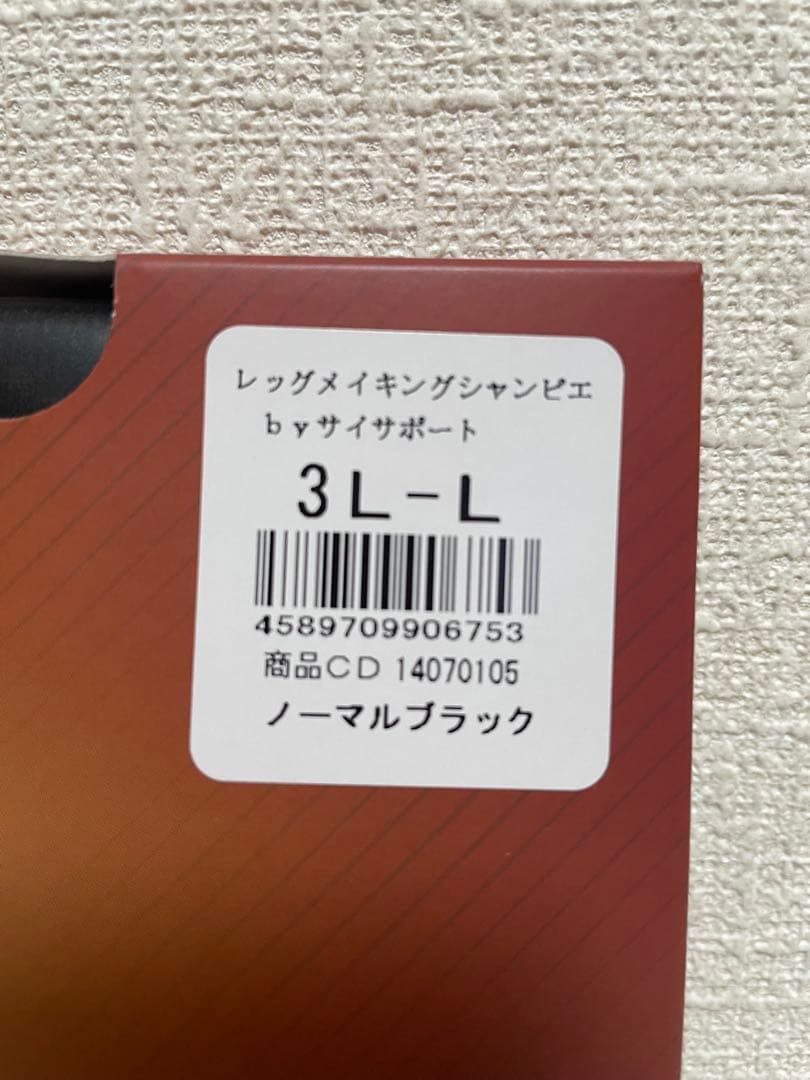 レッグメイキングシャンピエ
ｂｙサイサポート
３Ｌ－Ｌ
4589709906753
商品ＣＤ 14070105
ノーマルブラック